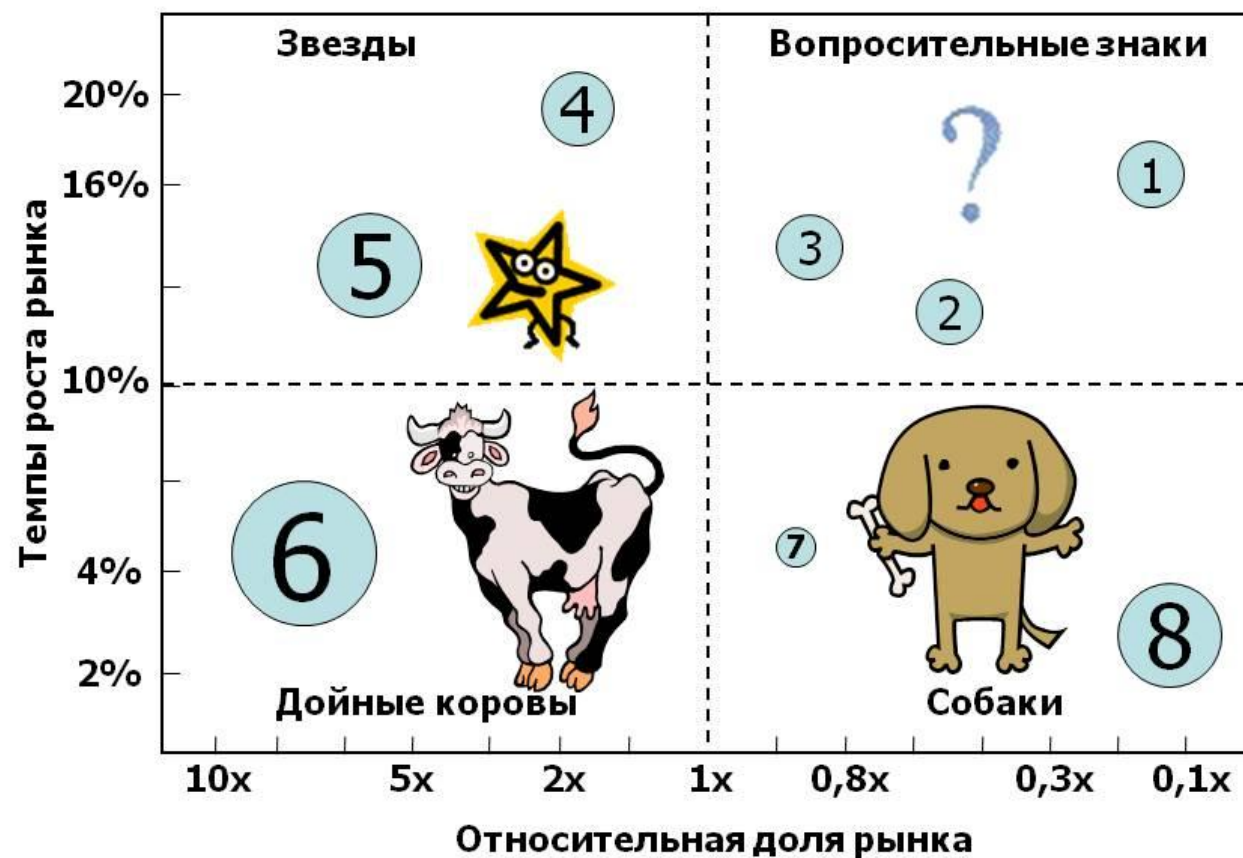 Звезды
Вопросительные знаки
20%
4
16%
?
1
5
3
2
10%
Темпы роста рынка
6
7
4%
8
2%
Дойные коровы
Собаки
10x 5x 2x 1x 0,8x 0,3x 0,1x
Относительная доля рынка